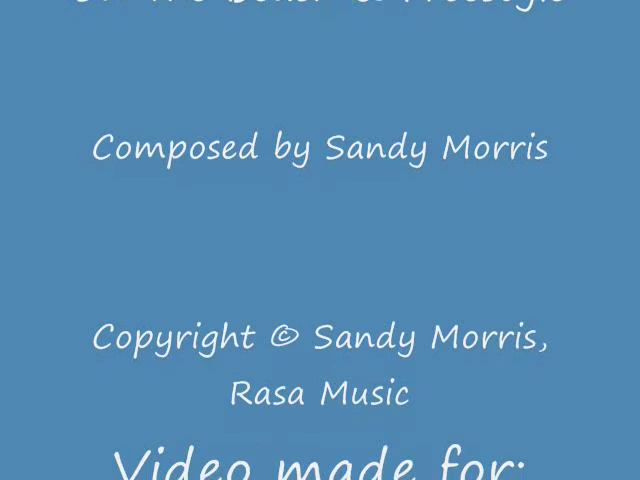 Composed by Sandy Morris
Copyright © Sandy Morris,
Rasa Music
Video made for: